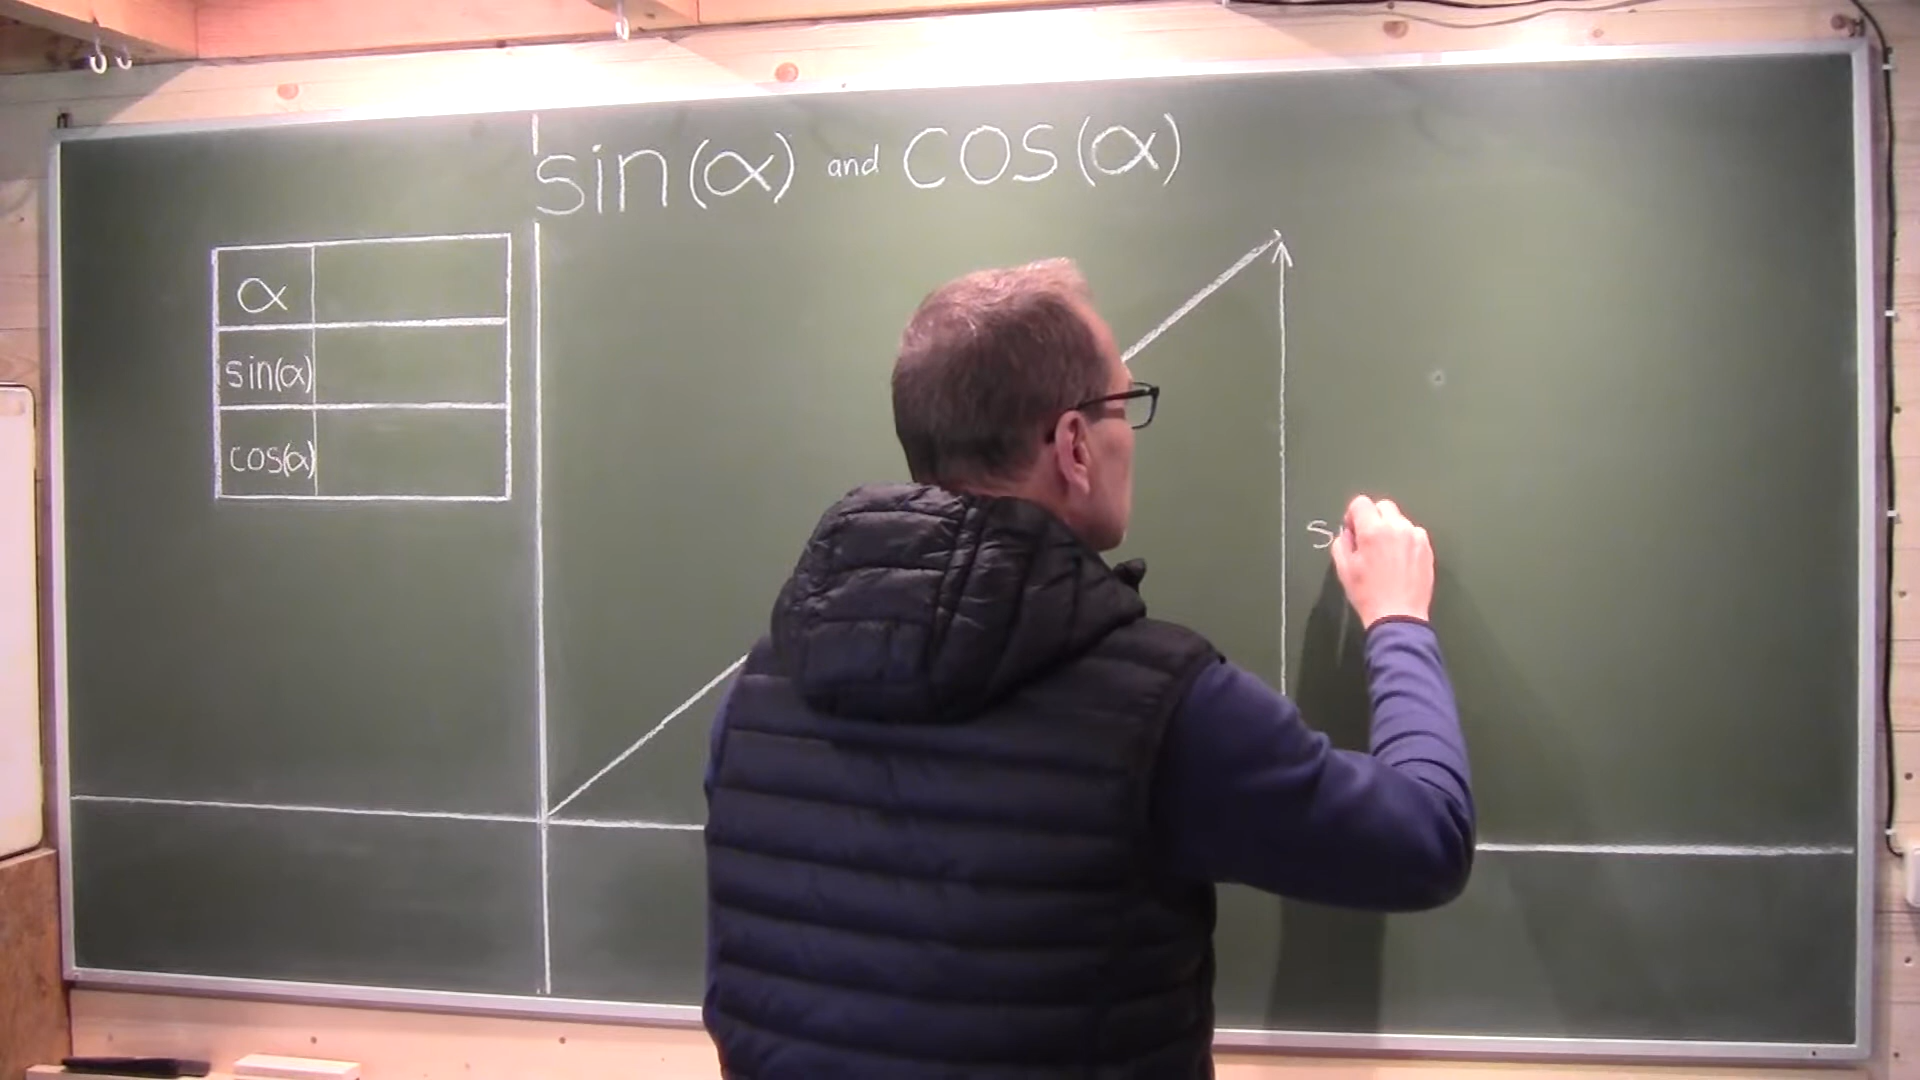 sin(α) and cos(α)
α
sin(α)
cos(α)
s